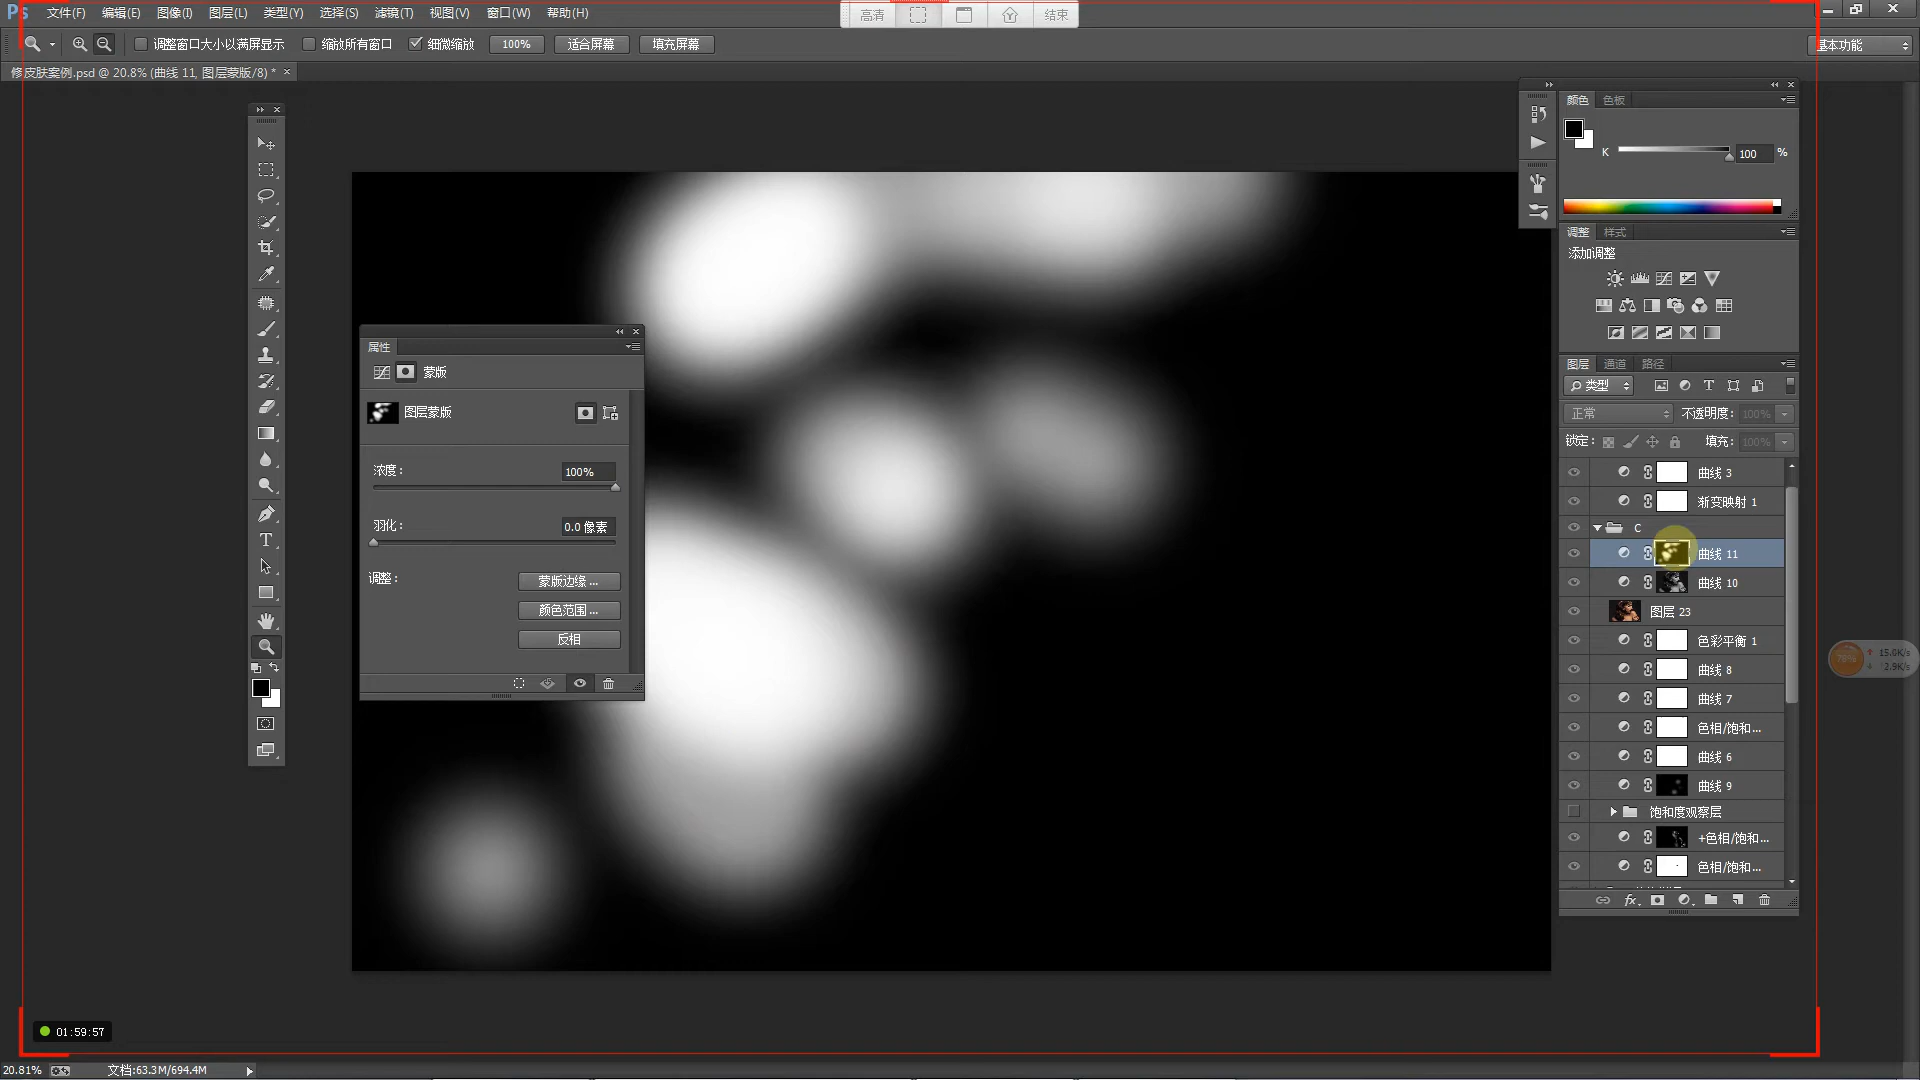 Ps 文件(F) 编辑(E) 图像(I) 图层(L) 类型(Y) 选择(S) 滤镜(T) 视图(V) 窗口(W) 帮助(H)
高清 结束
调整窗口大小以满屏显示 缩放所有窗口 细微缩放 100% 适合屏幕 填充屏幕 基本功能
修皮肤案例.psd @ 20.8% (曲线 11, 图层蒙版/8) *
颜色 色板
K 100 %
调整 样式
添加调整
属性
蒙版
图层蒙版
浓度: 100%
羽化: 0.0 像素
调整: 蒙版边缘...
颜色范围...
反相
图层 通道 路径
类型
正常 不透明度: 100%
锁定: 填充: 100%
曲线 3
渐变映射 1
C
曲线 11
曲线 10
图层 23
色彩平衡 1
曲线 8
曲线 7
色相/饱和...
曲线 6
曲线 9
饱和度观察层
+色相/饱和...
色相/饱和...
fx
78% 15.0K/s
2.9K/s
01:59:57
20.81% 文档:63.3M/694.4M